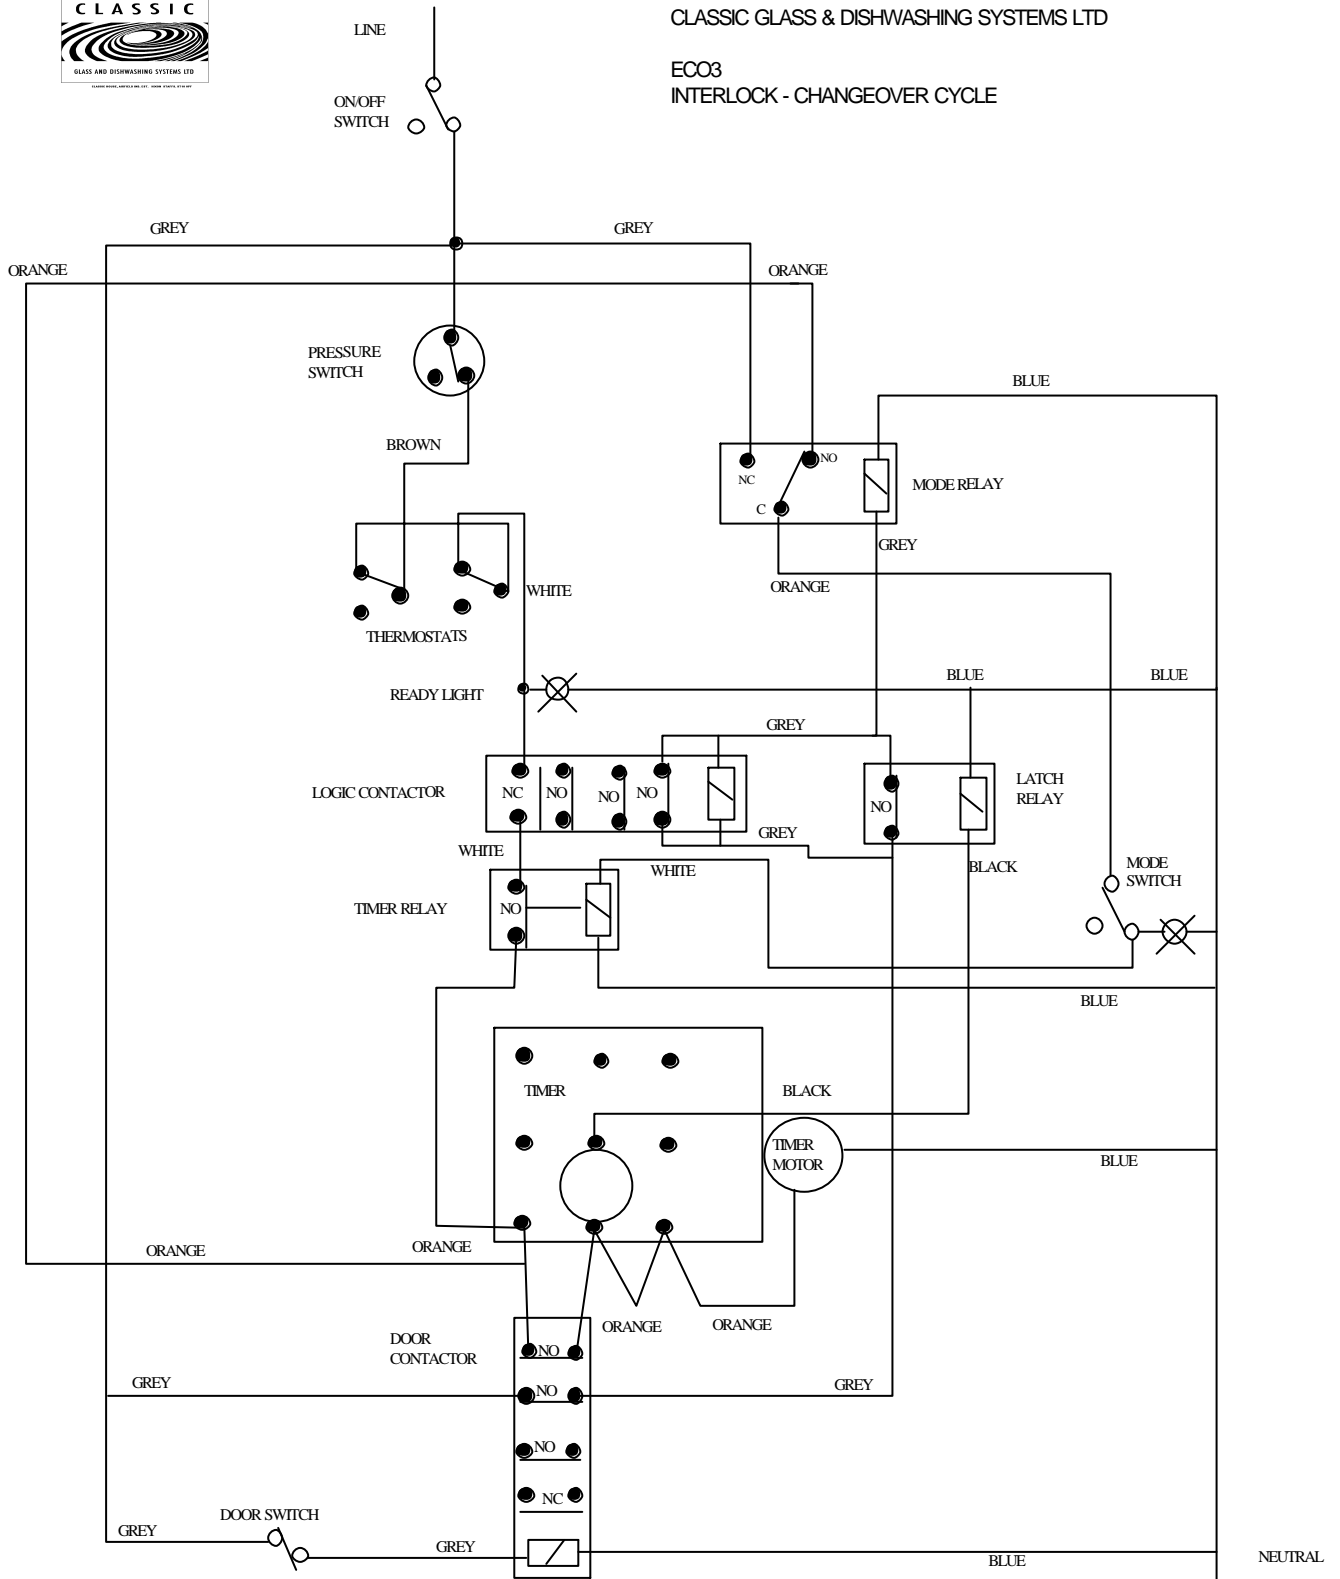 CLASSIC
GLASS AND DISHWASHING SYSTEMS LTD
CLASSIC GLASS & DISHWASHING SYSTEMS LTD
ECO3
INTERLOCK - CHANGEOVER CYCLE
LINE
ON/OFF
SWITCH
GREY
GREY
ORANGE
ORANGE
PRESSURE
SWITCH
BLUE
BROWN
NC
NO
C
MODE RELAY
GREY
ORANGE
WHITE
THERMOSTATS
READY LIGHT
BLUE
BLUE
GREY
LOGIC CONTACTOR
NC
NO
NO
NO
NO
LATCH
RELAY
GREY
WHITE
WHITE
BLACK
MODE
SWITCH
TIMER RELAY
NO
BLUE
TIMER
BLACK
TIMER
MOTOR
BLUE
ORANGE
ORANGE
ORANGE
ORANGE
DOOR
CONTACTOR
NO
GREY
NO
GREY
NO
NC
DOOR SWITCH
GREY
GREY
BLUE
NEUTRAL